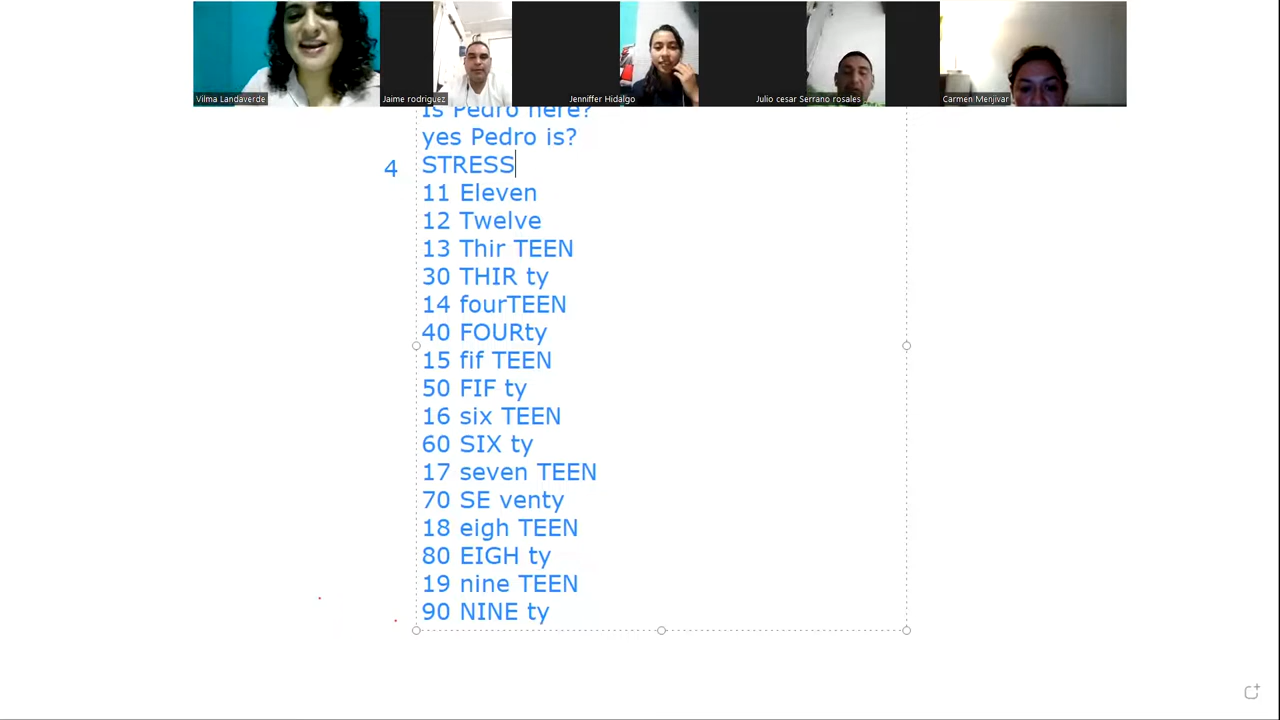 Vilma Landaverde
Jaime rodriguez
Jenniffer Hidalgo
Julio cesar Serrano rosales
Carmen Menjivar
Is Pedro here?
yes Pedro is?
4 STRESS
11 Eleven
12 Twelve
13 Thir TEEN
30 THIR ty
14 fourTEEN
40 FOURty
15 fif TEEN
50 FIF ty
16 six TEEN
60 SIX ty
17 seven TEEN
70 SE venty
18 eigh TEEN
80 EIGH ty
19 nine TEEN
90 NINE ty